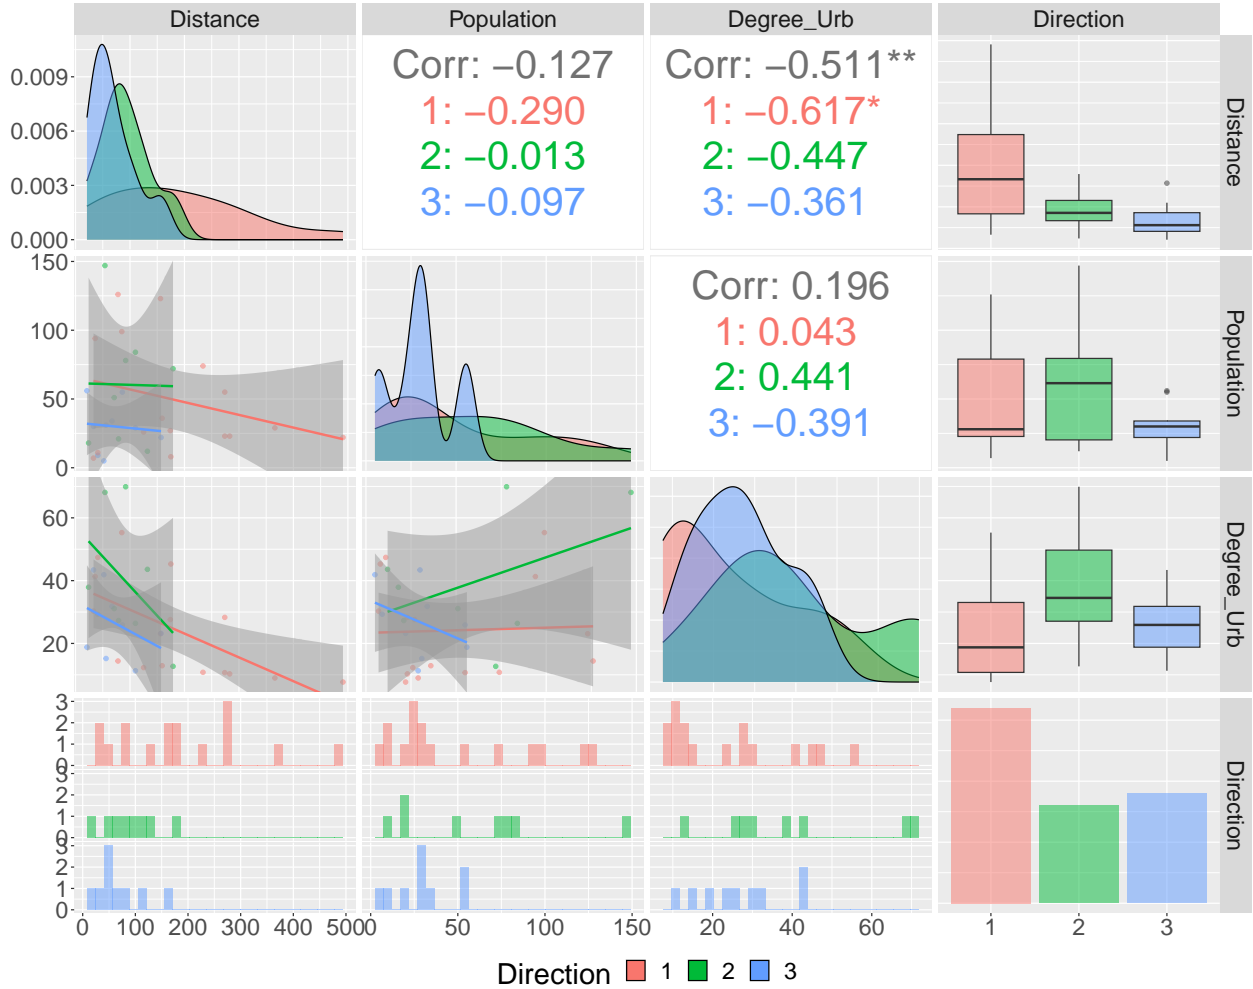 Distance Population Degree_Urb Direction
0.009
0.006
0.003
0.000
Corr: −0.127
1: −0.290
2: −0.013
3: −0.097
Corr: −0.511**
1: −0.617*
2: −0.447
3: −0.361
Distance
150
100
50
0
Corr: 0.196
1: 0.043
2: 0.441
3: −0.391
Population
60
40
20
Degree_Urb
3
2
1
0
3
2
1
0
3
2
1
0
Direction
0 100 200 300 400 500
0 50 100 150
20 40 60
1 2 3
Direction 1 2 3